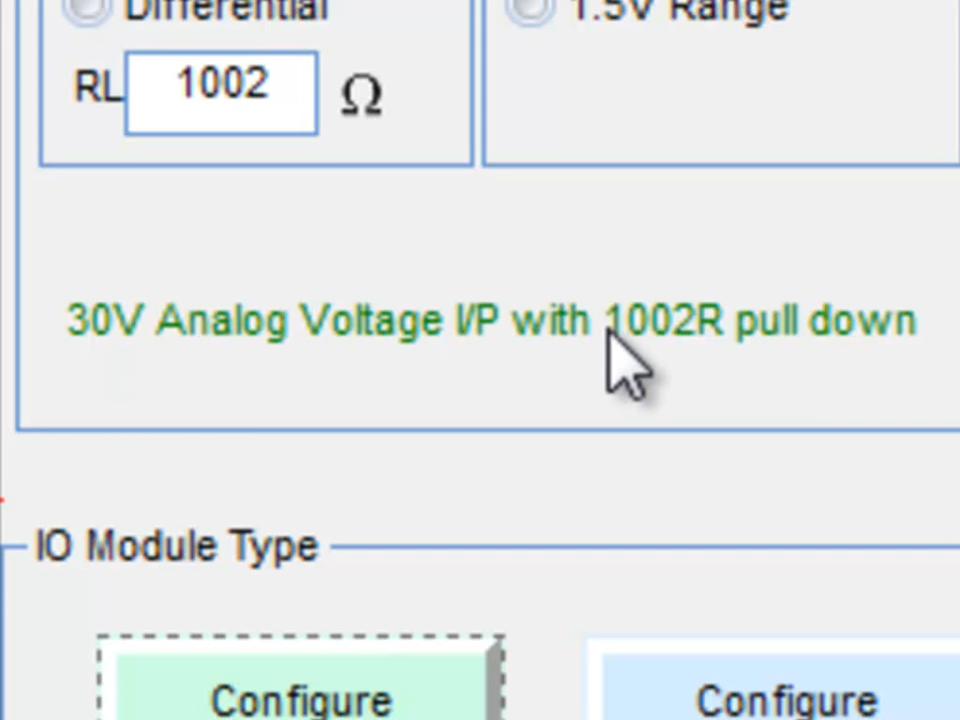 Differential
1.5V Range
RL 1002 Ω
30V Analog Voltage I/P with 1002R pull down
IO Module Type
Configure
Configure